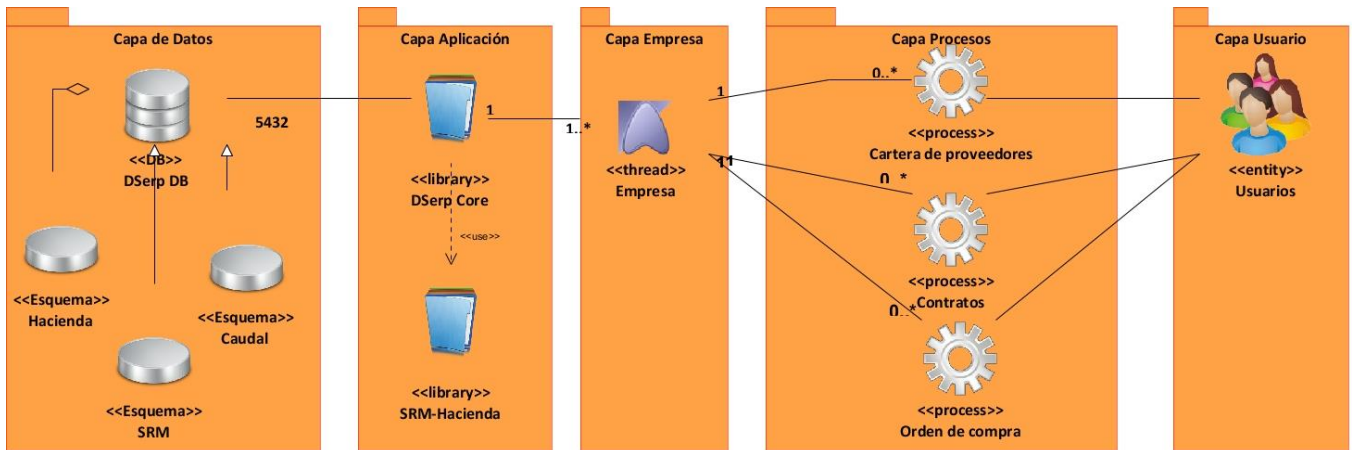 Capa de Datos
5432
<<DB>>
DSerp DB
<<Esquema>>
Hacienda
<<Esquema>>
Caudal
<<Esquema>>
SRM
Capa Aplicación
1
<<library>>
DSerp Core
<<use>>
<<library>>
SRM-Hacienda
Capa Empresa
1..*
1
<<thread>>
Empresa
11
Capa Procesos
0..*
<<process>>
Cartera de proveedores
0..*
<<process>>
Contratos
0..*
<<process>>
Orden de compra
Capa Usuario
<<entity>>
Usuarios